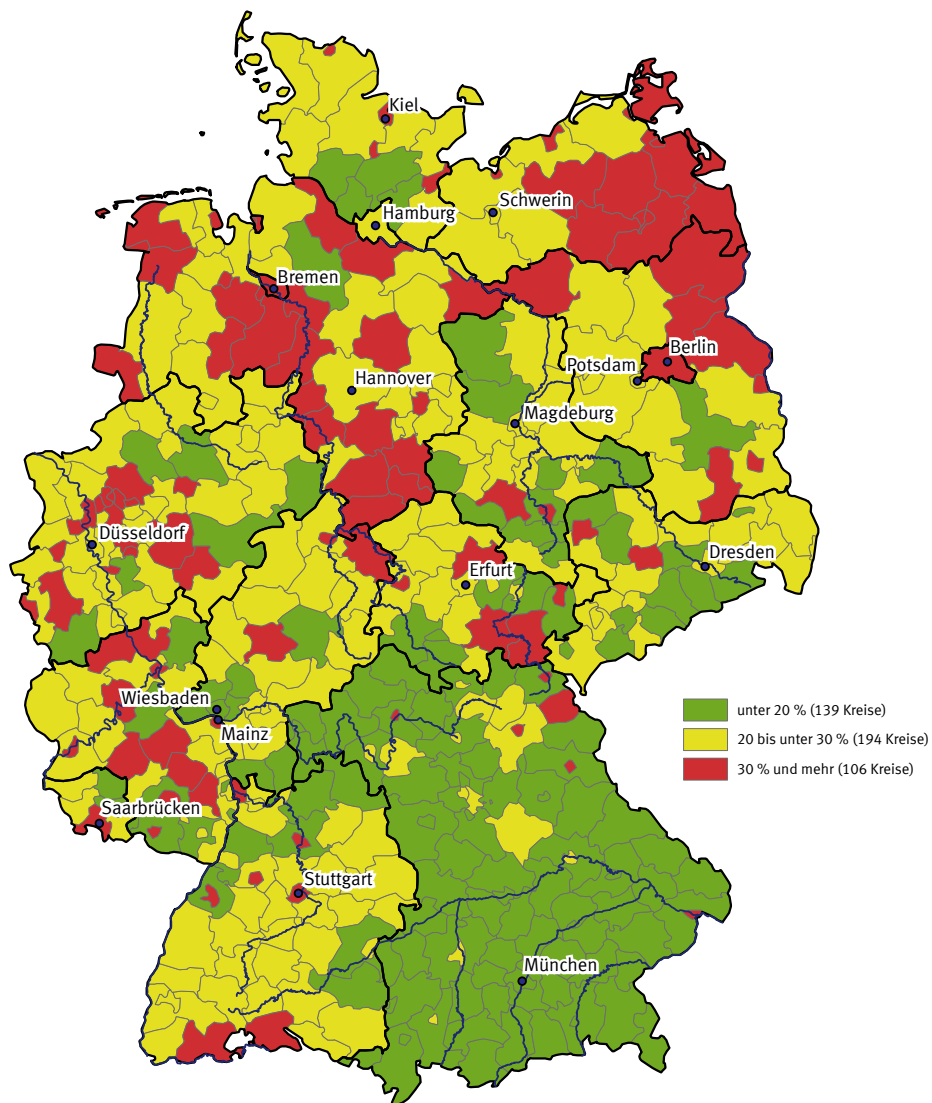 Kiel
Schwerin
Hamburg
Bremen
Berlin
Potsdam
Hannover
Magdeburg
Düsseldorf
Dresden
Erfurt
Wiesbaden
Mainz
unter 20 % (139 Kreise)
20 bis unter 30 % (194 Kreise)
30 % und mehr (106 Kreise)
Saarbrücken
Stuttgart
München